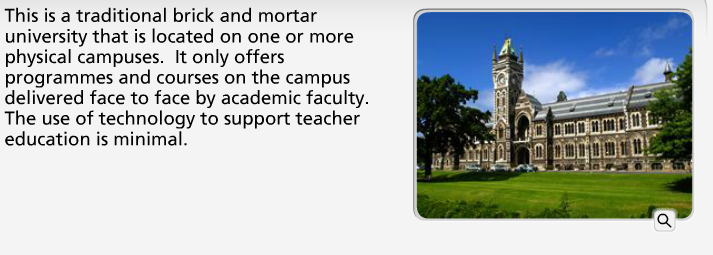 This is a traditional brick and mortar
university that is located on one or more
physical campuses.  It only offers
programmes and courses on the campus
delivered face to face by academic faculty.
The use of technology to support teacher
education is minimal.